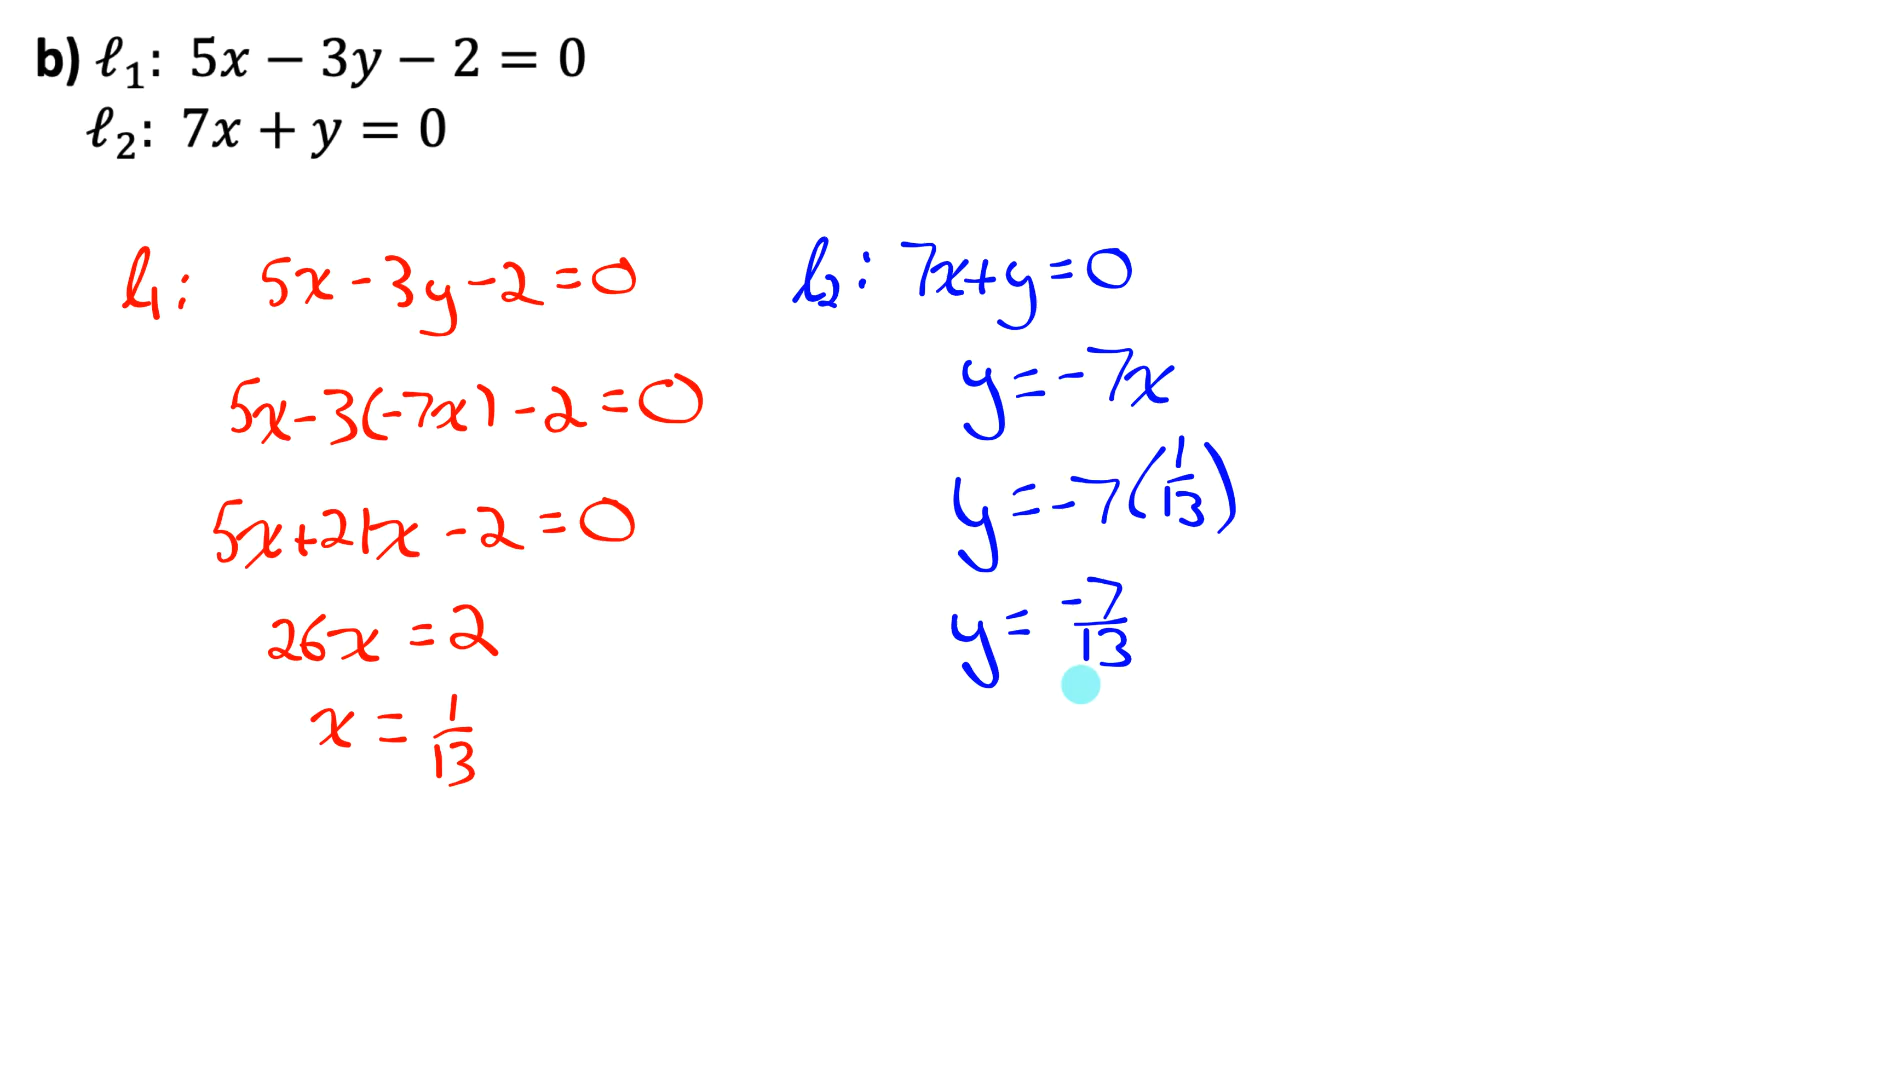 b) ℓ₁: 5x − 3y − 2 = 0
ℓ₂: 7x + y = 0
ℓ₁: 5x - 3y - 2 = 0
5x - 3(-7x) - 2 = 0
5x + 21x - 2 = 0
26x = 2
x = 1/13
ℓ₂: 7x + y = 0
y = -7x
y = -7(1/13)
y = -7/13